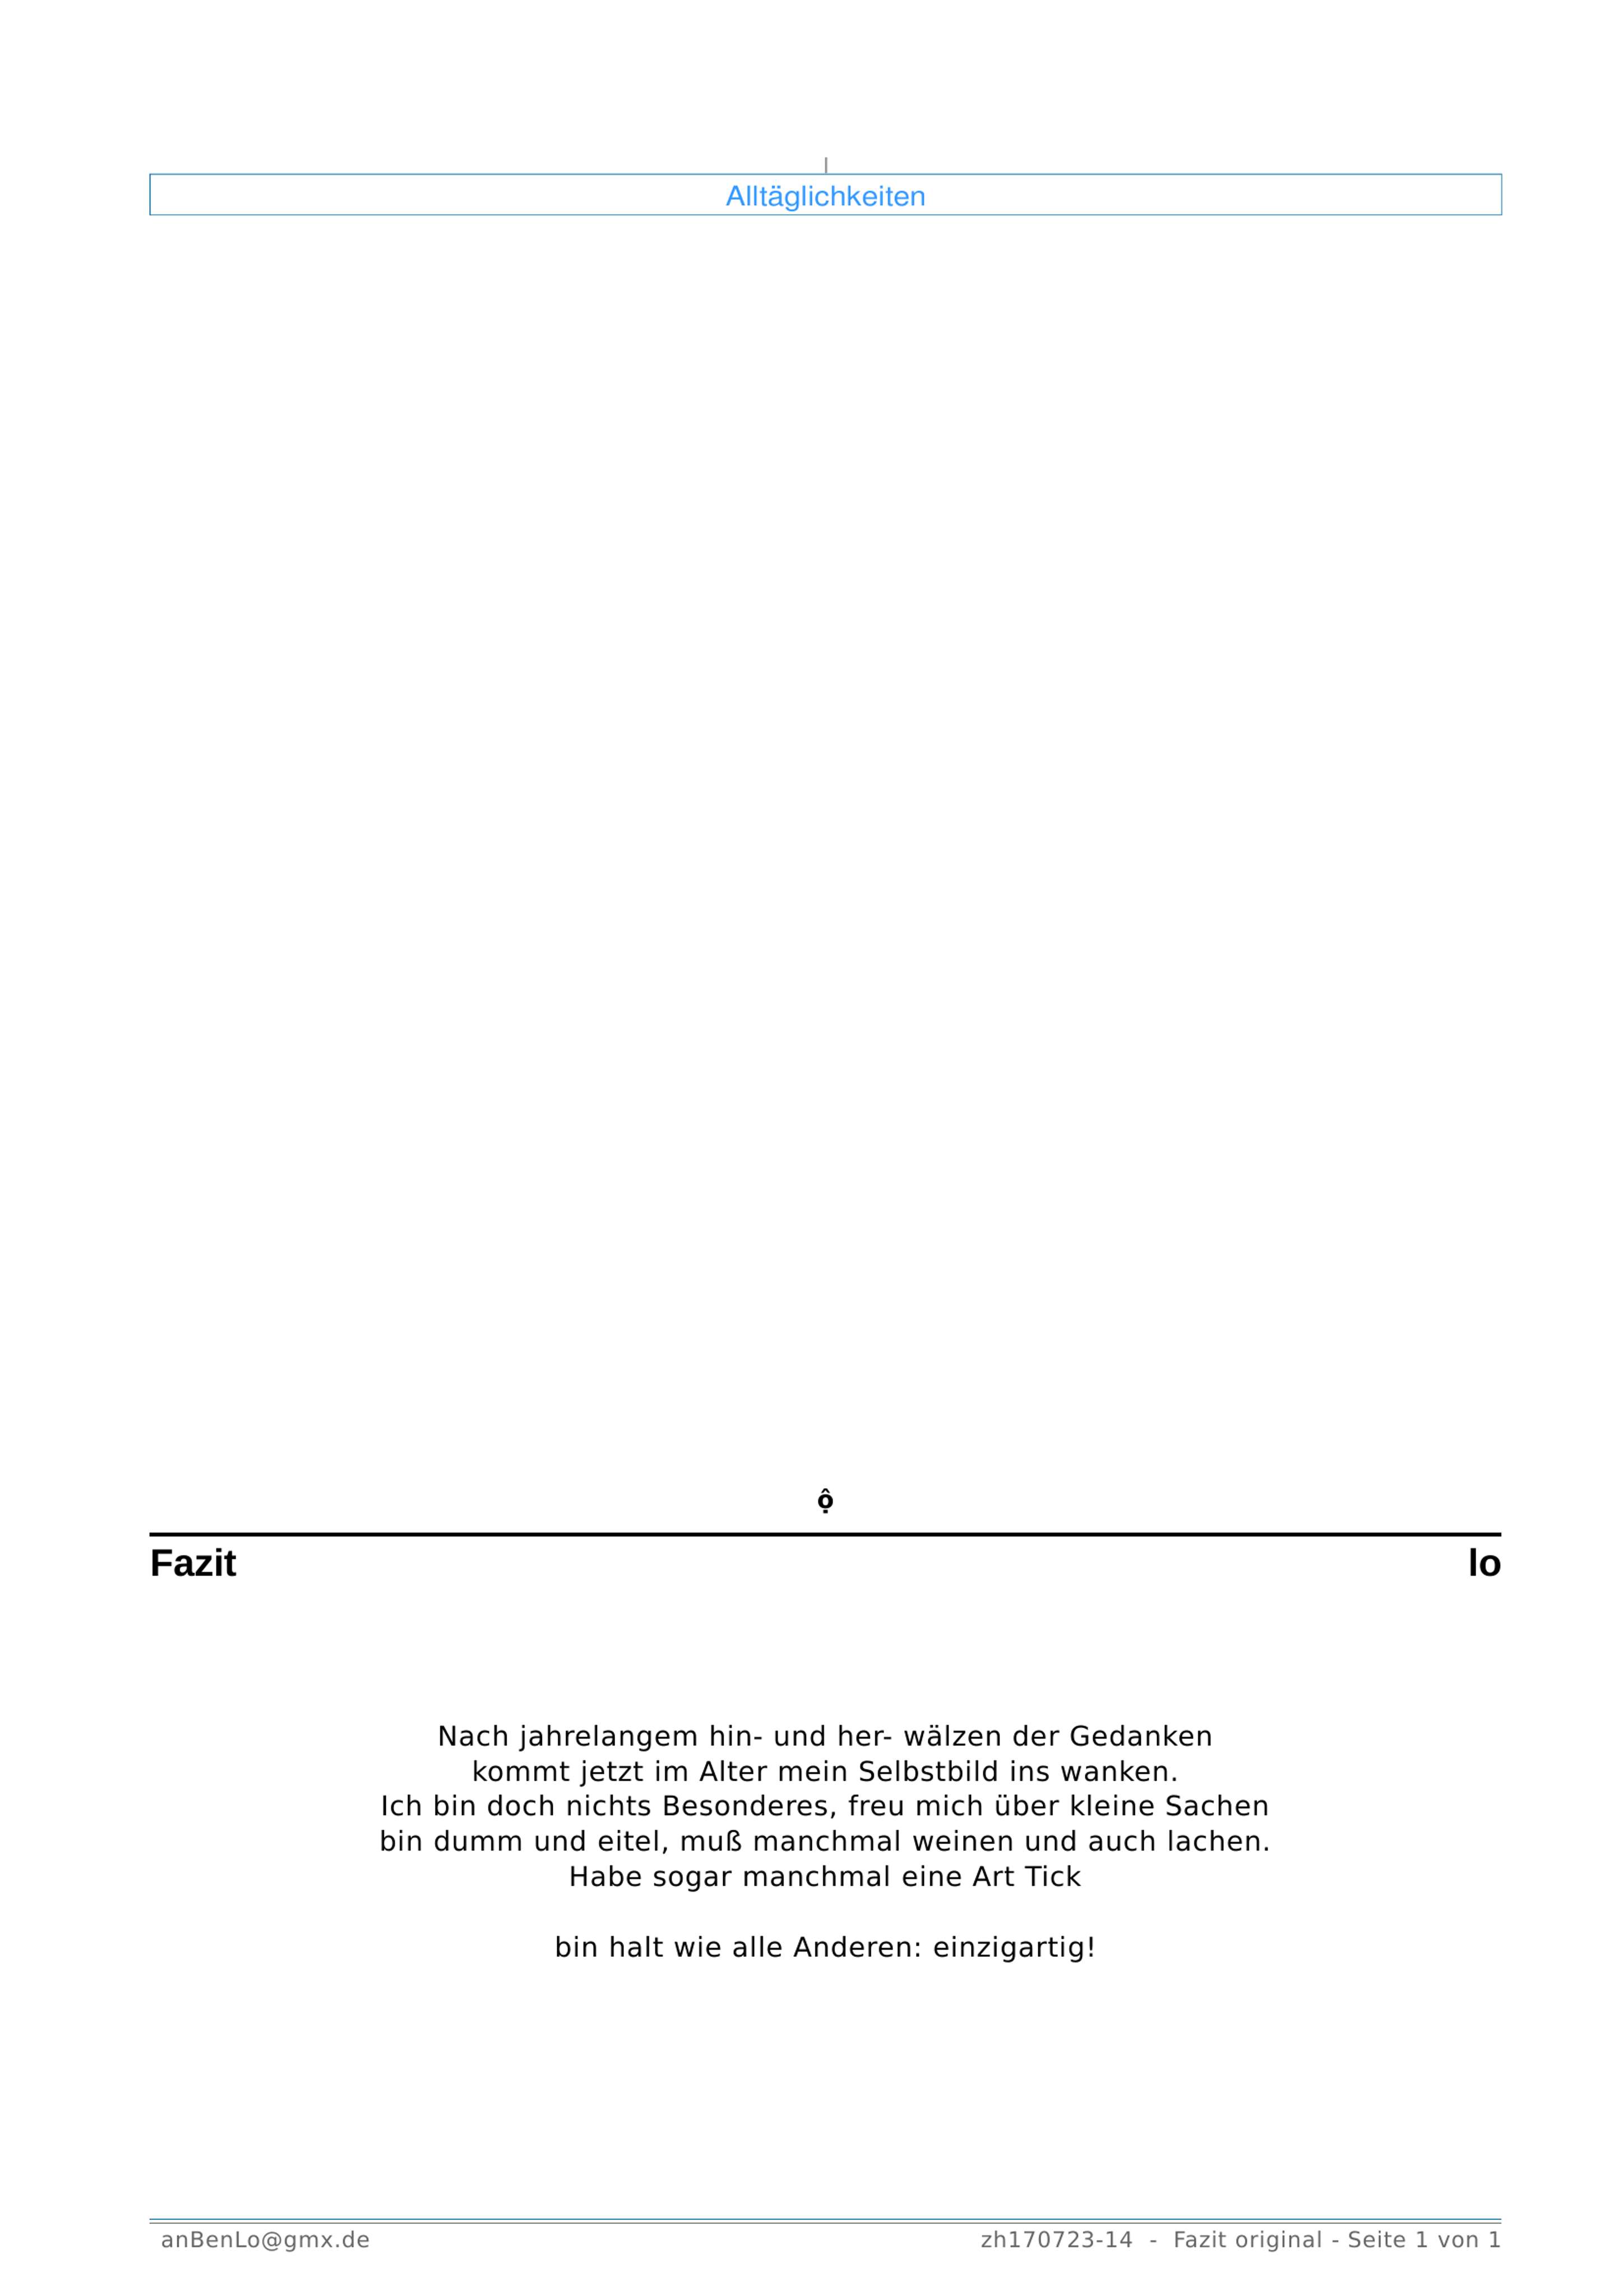 Alltäglichkeiten
ộ
Fazit lo
Nach jahrelangem hin- und her- wälzen der Gedanken
kommt jetzt im Alter mein Selbstbild ins wanken.
Ich bin doch nichts Besonderes, freu mich über kleine Sachen
bin dumm und eitel, muß manchmal weinen und auch lachen.
Habe sogar manchmal eine Art Tick
bin halt wie alle Anderen: einzigartig!
anBenLo@gmx.de zh170723-14 - Fazit original - Seite 1 von 1